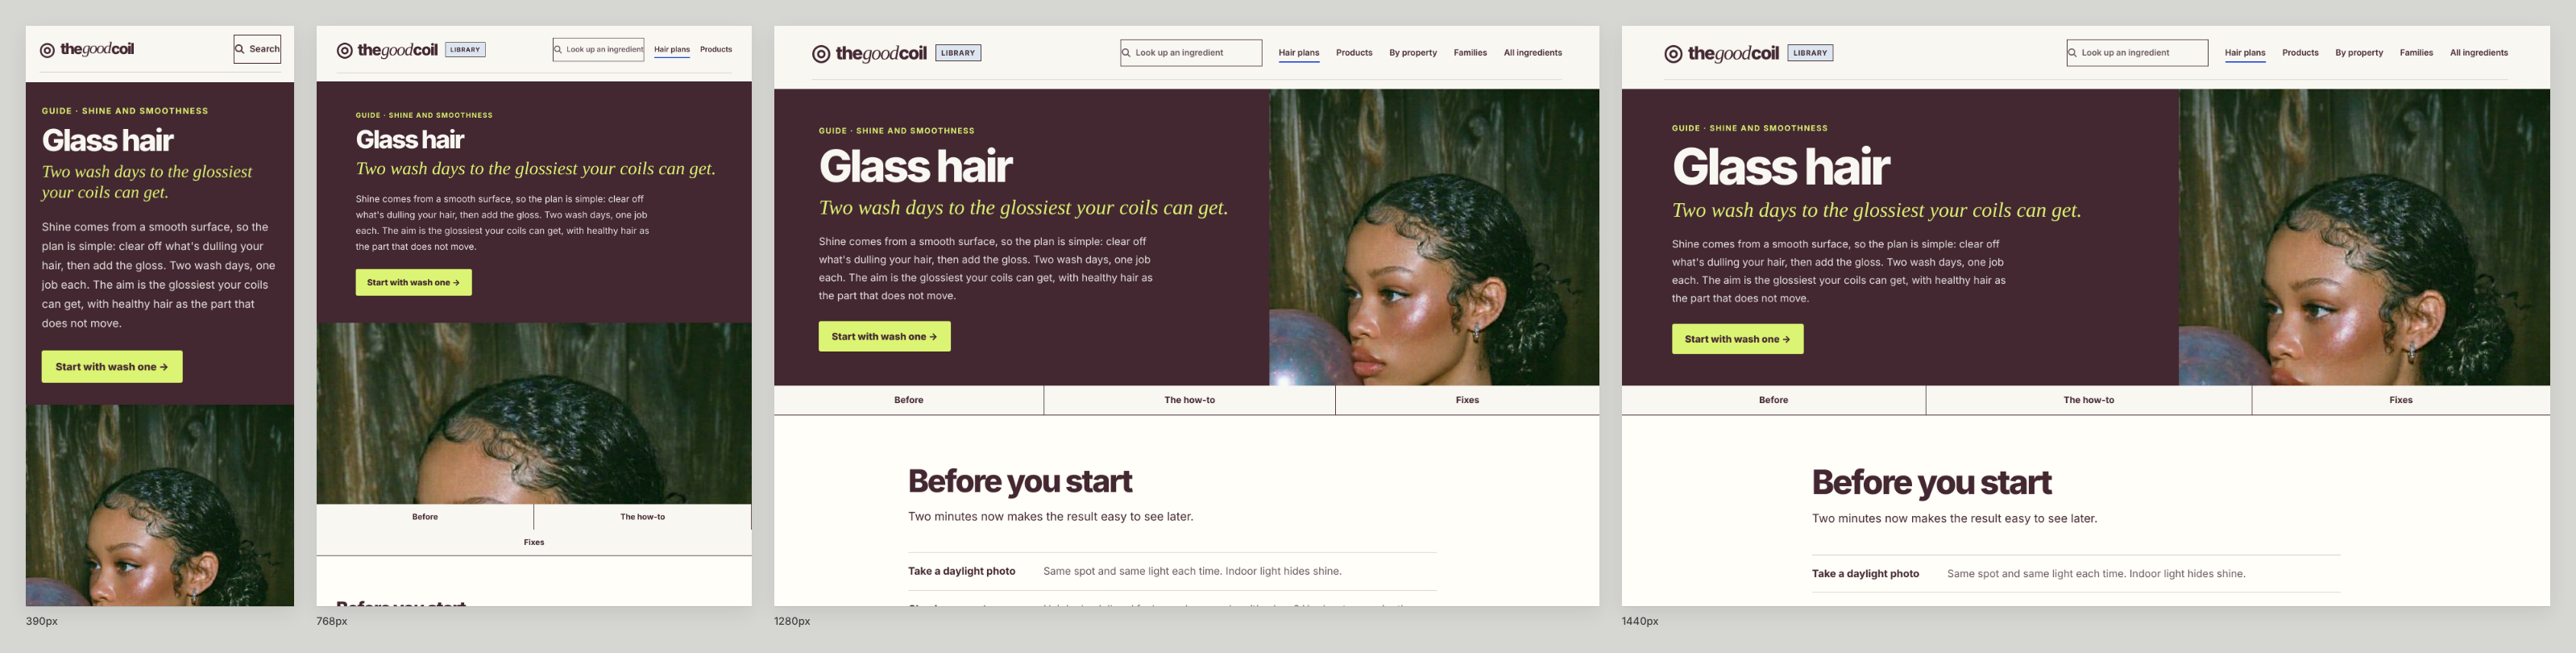 thegoodcoil
Search
GUIDE · SHINE AND SMOOTHNESS
Glass hair
Two wash days to the glossiest
your coils can get.
Shine comes from a smooth surface, so the
plan is simple: clear off what's dulling your
hair, then add the gloss. Two wash days, one
job each. The aim is the glossiest your coils
can get, with healthy hair as the part that
does not move.
Start with wash one →
390px
thegoodcoil LIBRARY
Look up an ingredient Hair plans Products
GUIDE · SHINE AND SMOOTHNESS
Glass hair
Two wash days to the glossiest your coils can get.
Shine comes from a smooth surface, so the plan is simple: clear off
what's dulling your hair, then add the gloss. Two wash days, one job
each. The aim is the glossiest your coils can get, with healthy hair as
the part that does not move.
Start with wash one →
Before The how-to
Fixes
Before you start
768px
thegoodcoil LIBRARY
Look up an ingredient Hair plans Products By property Families All ingredients
GUIDE · SHINE AND SMOOTHNESS
Glass hair
Two wash days to the glossiest your coils can get.
Shine comes from a smooth surface, so the plan is simple: clear off
what's dulling your hair, then add the gloss. Two wash days, one job
each. The aim is the glossiest your coils can get, with healthy hair as
the part that does not move.
Start with wash one →
Before The how-to Fixes
Before you start
Two minutes now makes the result easy to see later.
Take a daylight photo Same spot and same light each time. Indoor light hides shine.
1280px
thegoodcoil LIBRARY
Look up an ingredient Hair plans Products By property Families All ingredients
GUIDE · SHINE AND SMOOTHNESS
Glass hair
Two wash days to the glossiest your coils can get.
Shine comes from a smooth surface, so the plan is simple: clear off
what's dulling your hair, then add the gloss. Two wash days, one job
each. The aim is the glossiest your coils can get, with healthy hair as
the part that does not move.
Start with wash one →
Before The how-to Fixes
Before you start
Two minutes now makes the result easy to see later.
Take a daylight photo Same spot and same light each time. Indoor light hides shine.
1440px